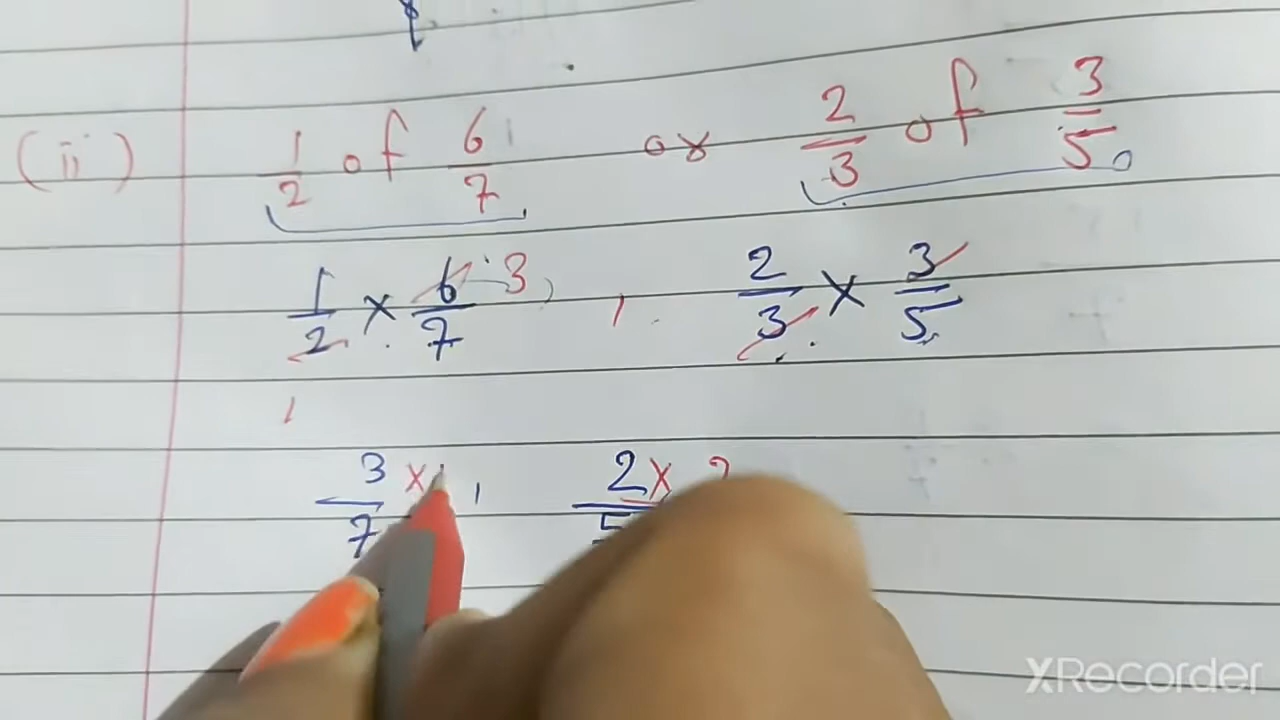 (ii) 1/2 of 6/7 or 2/3 of 3/5
1/2 × 6/7 3 , 2/3 × 3/5
1
3/7 × , 2/5 ×
XRecorder